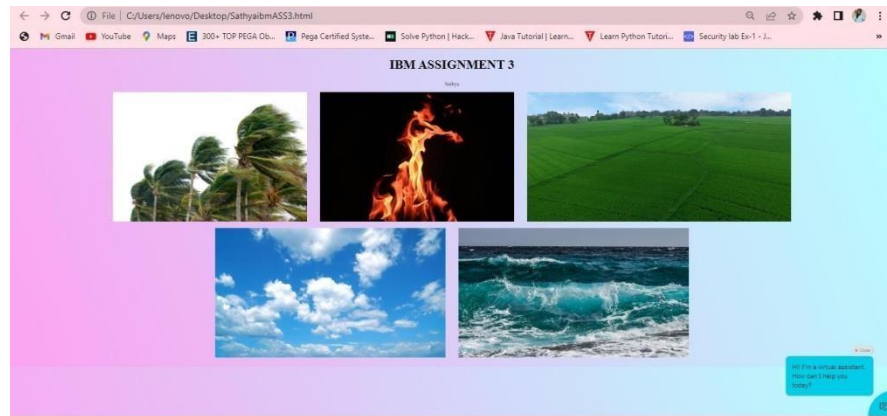 File | C:/Users/lenovo/Desktop/SathyaibmASS3.html
Gmail YouTube Maps 300+ TOP PEGA Ob... Pega Certified Syste... Solve Python | Hack... Java Tutorial | Learn... Learn Python Tutori... Security lab Ex-1 - J... »
IBM ASSIGNMENT 3
Sathya
Close
Hi! I'm a virtual assistant.
How can I help you
today?